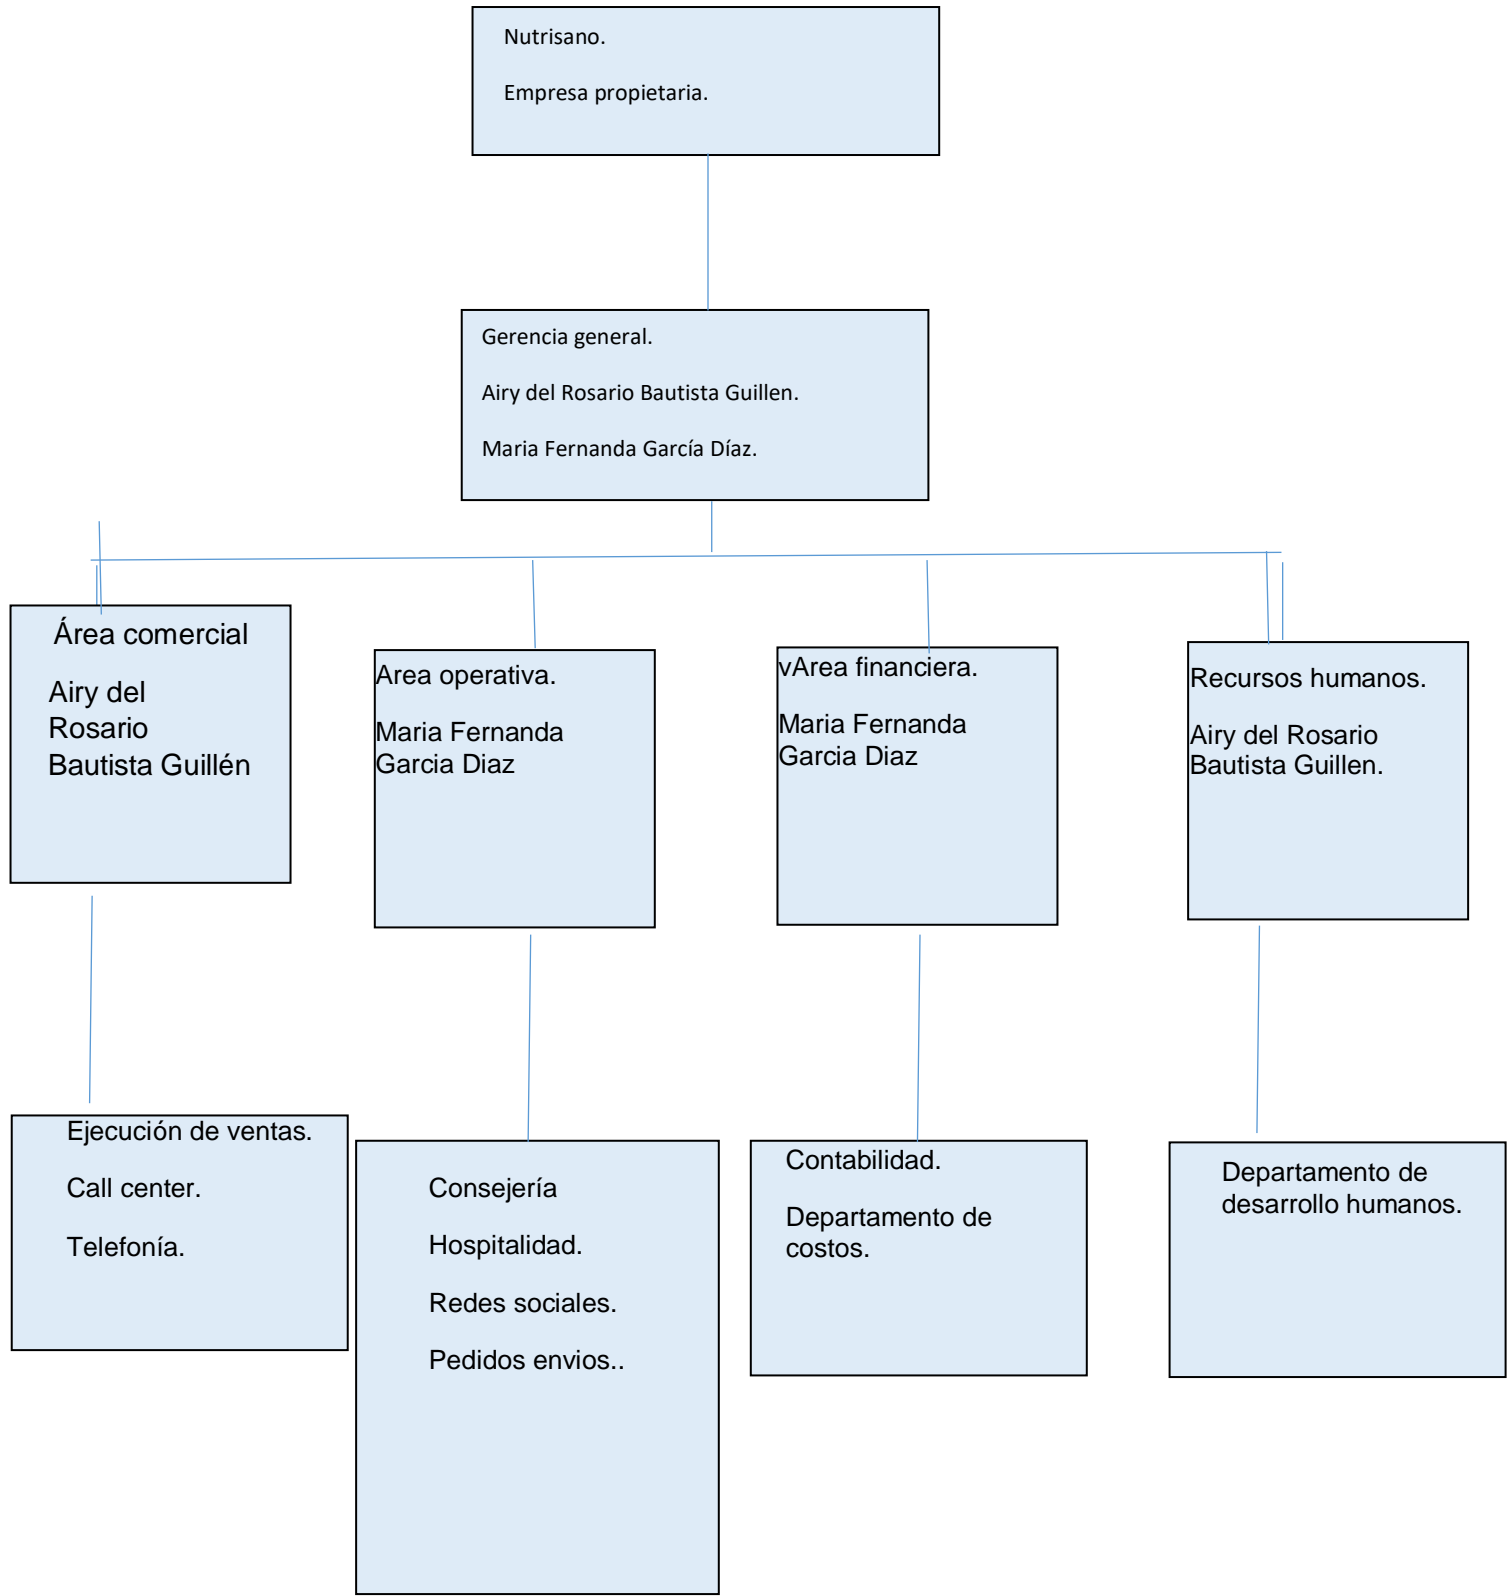 Nutrisano.
Empresa propietaria.
Gerencia general.
Airy del Rosario Bautista Guillen.
Maria Fernanda García Díaz.
Área comercial
Airy del
Rosario
Bautista Guillén
Area operativa.
Maria Fernanda
Garcia Diaz
vArea financiera.
Maria Fernanda
Garcia Diaz
Recursos humanos.
Airy del Rosario
Bautista Guillen.
Ejecución de ventas.
Call center.
Telefonía.
Consejería
Hospitalidad.
Redes sociales.
Pedidos envios..
Contabilidad.
Departamento de
costos.
Departamento de
desarrollo humanos.